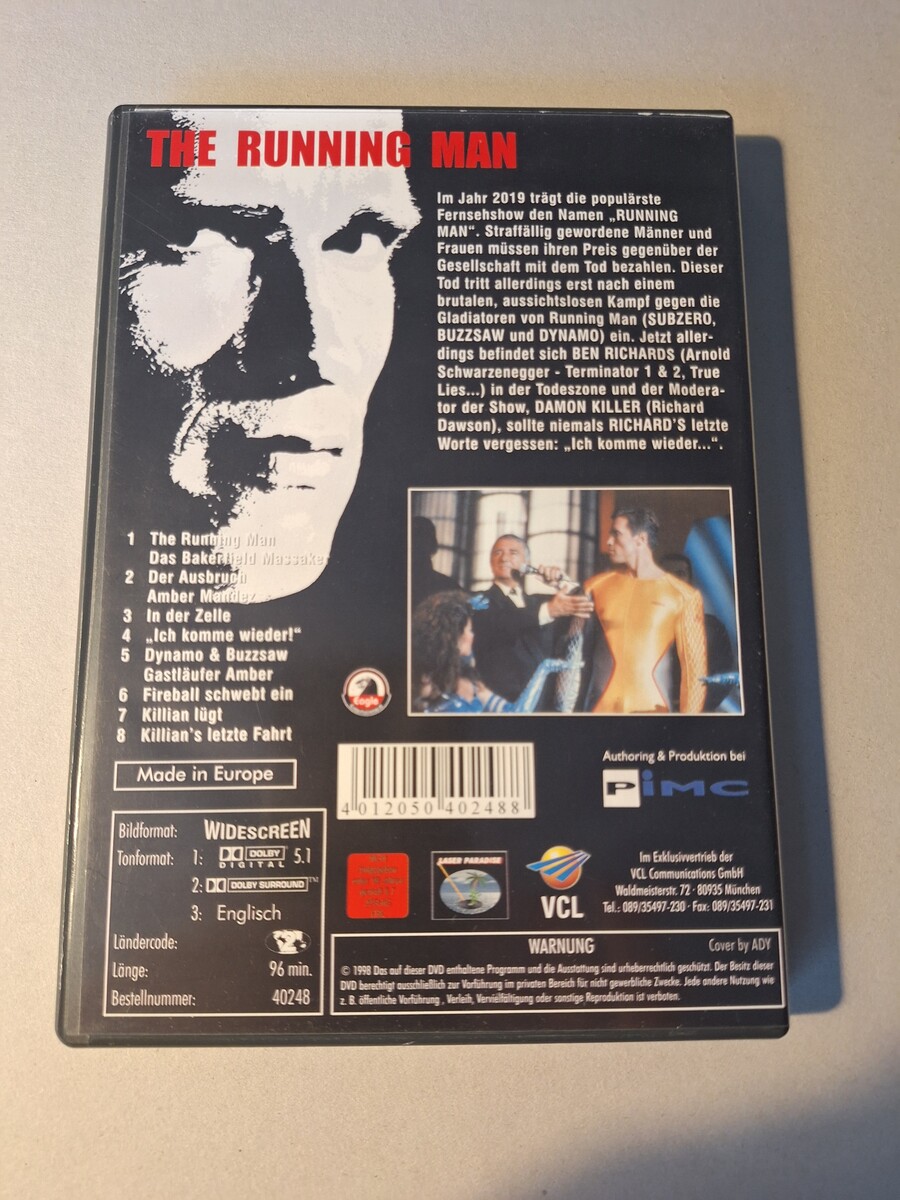 THE RUNNING MAN
Im Jahr 2019 trägt die populärste
Fernsehshow den Namen „RUNNING
MAN“. Straffällig gewordene Männer und
Frauen müssen ihren Preis gegenüber der
Gesellschaft mit dem Tod bezahlen. Dieser
Tod tritt allerdings erst nach einem
brutalen, aussichtslosen Kampf gegen die
Gladiatoren von Running Man (SUBZERO,
BUZZSAW und DYNAMO) ein. Jetzt aller-
dings befindet sich BEN RICHARDS (Arnold
Schwarzenegger - Terminator 1 & 2, True
Lies...) in der Todeszone und der Modera-
tor der Show, DAMON KILLER (Richard
Dawson), sollte niemals RICHARD'S letzte
Worte vergessen: „Ich komme wieder...“.
1 The Running Man
Das Bakerfield Massaker
2 Der Ausbruch
Amber Mandez
3 In der Zelle
4 „Ich komme wieder!“
5 Dynamo & Buzzsaw
Gastläufer Amber
6 Fireball schwebt ein
7 Killian lügt
8 Killian's letzte Fahrt
Eagle
Made in Europe
4 012050 402488
Authoring & Produktion bei
PiMC
Bildformat: WIDESCREEN
Tonformat: 1: DOLBY DIGITAL 5.1
2: DOLBY SURROUND™
3: Englisch
Ländercode: 2
Länge: 96 min.
Bestellnummer: 40248
LASER PARADISE
VCL
Im Exklusivvertrieb der
VCL Communications GmbH
Waldmeisterstr. 72 · 80935 München
Tel.: 089/35497-230 · Fax: 089/35497-231
WARNUNG
Cover by ADY
© 1998 Das auf dieser DVD enthaltene Programm und die Ausstattung sind urheberrechtlich geschützt. Der Besitz dieser
DVD berechtigt ausschließlich zur Vorführung im privaten Bereich für nicht gewerbliche Zwecke. Jede andere Nutzung wie
z. B. öffentliche Vorführung , Verleih, Vervielfältigung oder sonstige Reproduktion ist verboten.